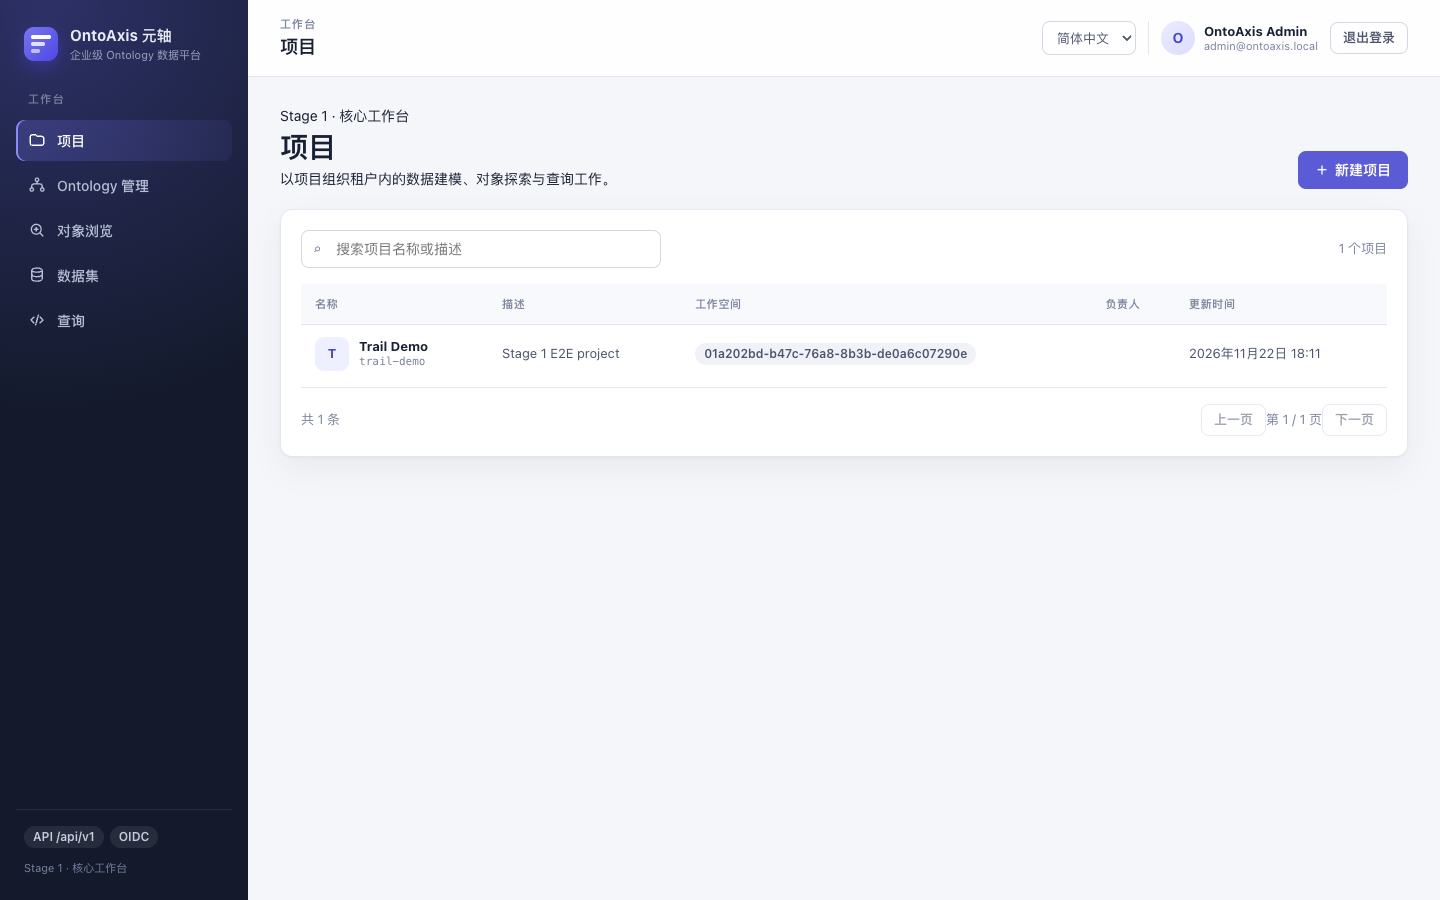 OntoAxis 元轴
企业级 Ontology 数据平台
工作台
项目
Ontology 管理
对象浏览
数据集
查询
API /api/v1 OIDC
Stage 1 · 核心工作台
工作台
项目
简体中文
O
OntoAxis Admin
admin@ontoaxis.local
退出登录
Stage 1 · 核心工作台
项目
以项目组织租户内的数据建模、对象探索与查询工作。
+ 新建项目
搜索项目名称或描述
1 个项目
名称 描述 工作空间 负责人 更新时间
T
Trail Demo
trail-demo
Stage 1 E2E project
01a202bd-b47c-76a8-8b3b-de0a6c07290e
2026年11月22日 18:11
共 1 条
上一页 第 1 / 1 页 下一页